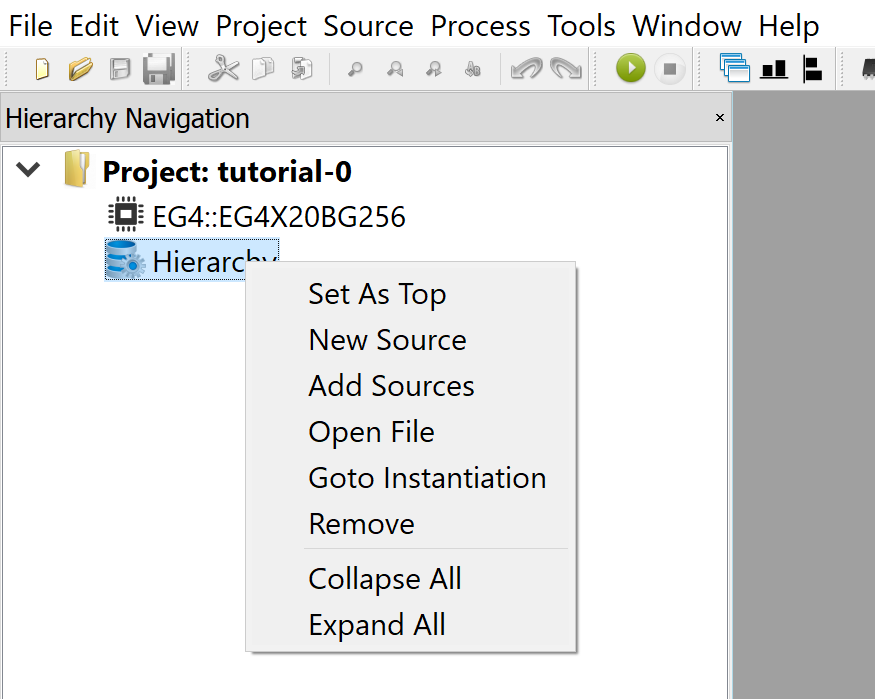 File Edit View Project Source Process Tools Window Help
Hierarchy Navigation
Project: tutorial-0
EG4::EG4X20BG256
Hierarchy
Set As Top
New Source
Add Sources
Open File
Goto Instantiation
Remove
Collapse All
Expand All